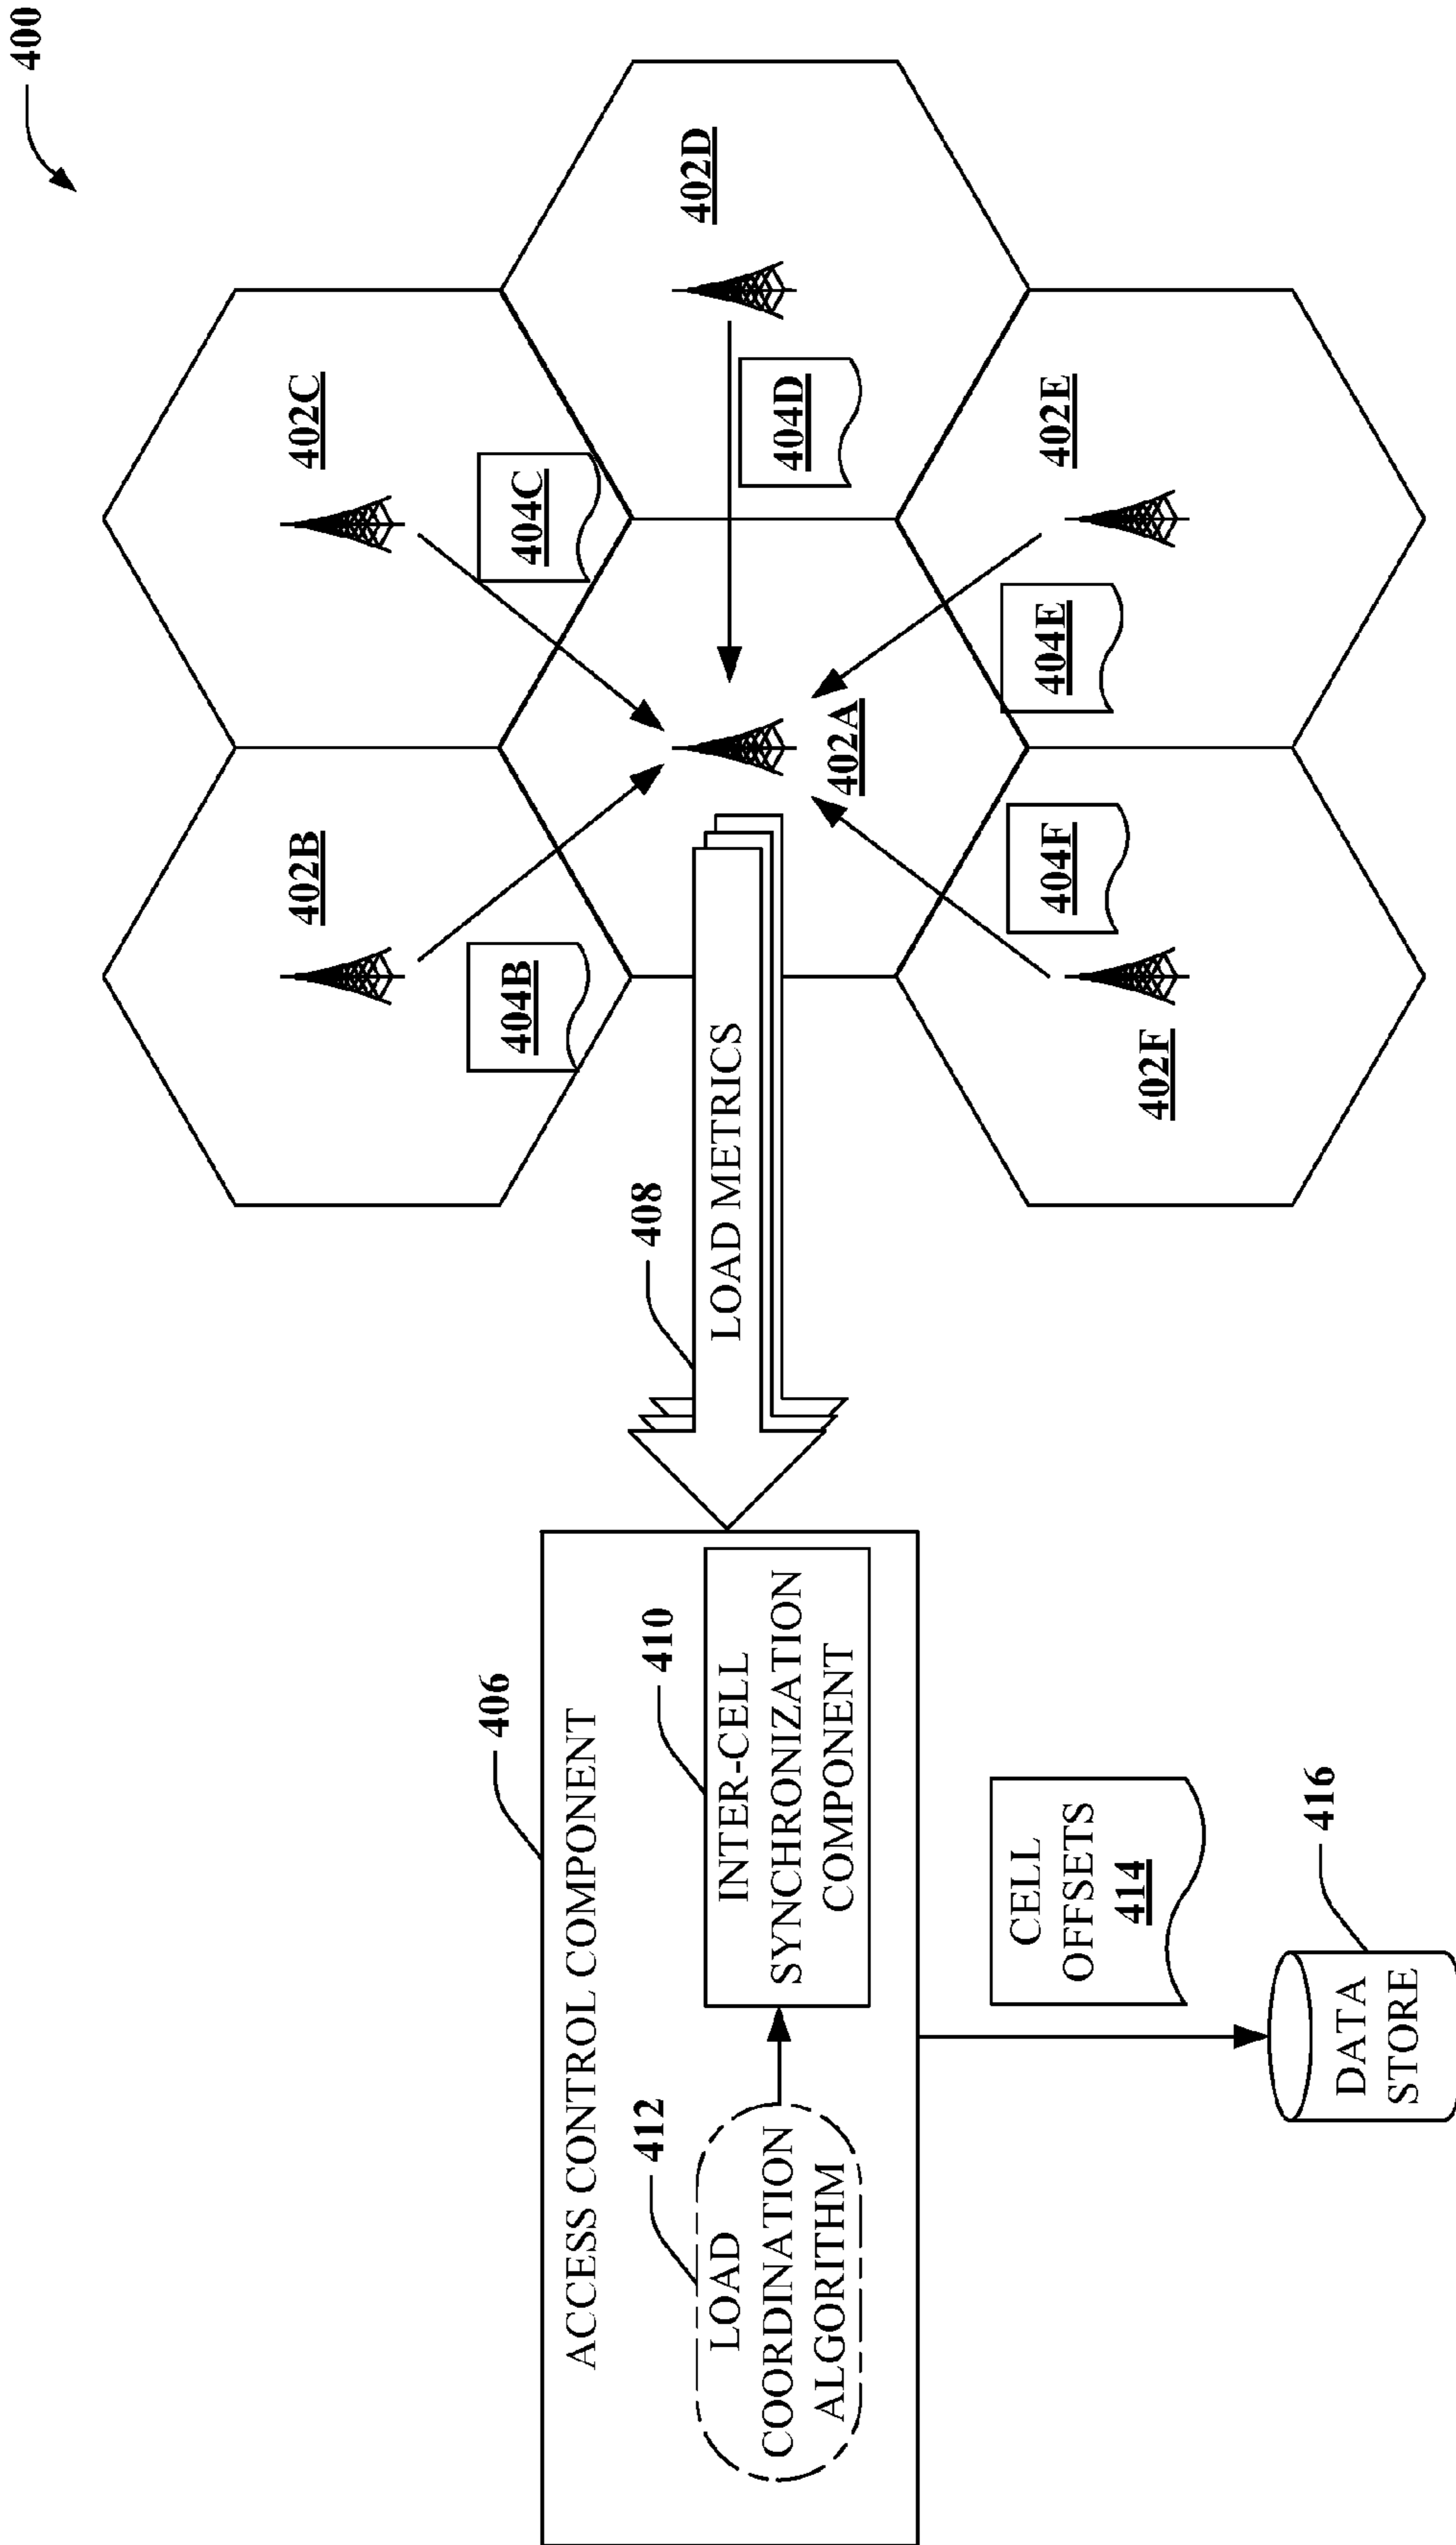 400
402B
402C
402D
404B
404C
404D
402A
404E
404F
402E
402F
LOAD METRICS
408
406
ACCESS CONTROL COMPONENT
410
INTER-CELL
SYNCHRONIZATION
COMPONENT
412
LOAD
COORDINATION
ALGORITHM
CELL
OFFSETS
414
416
DATA
STORE